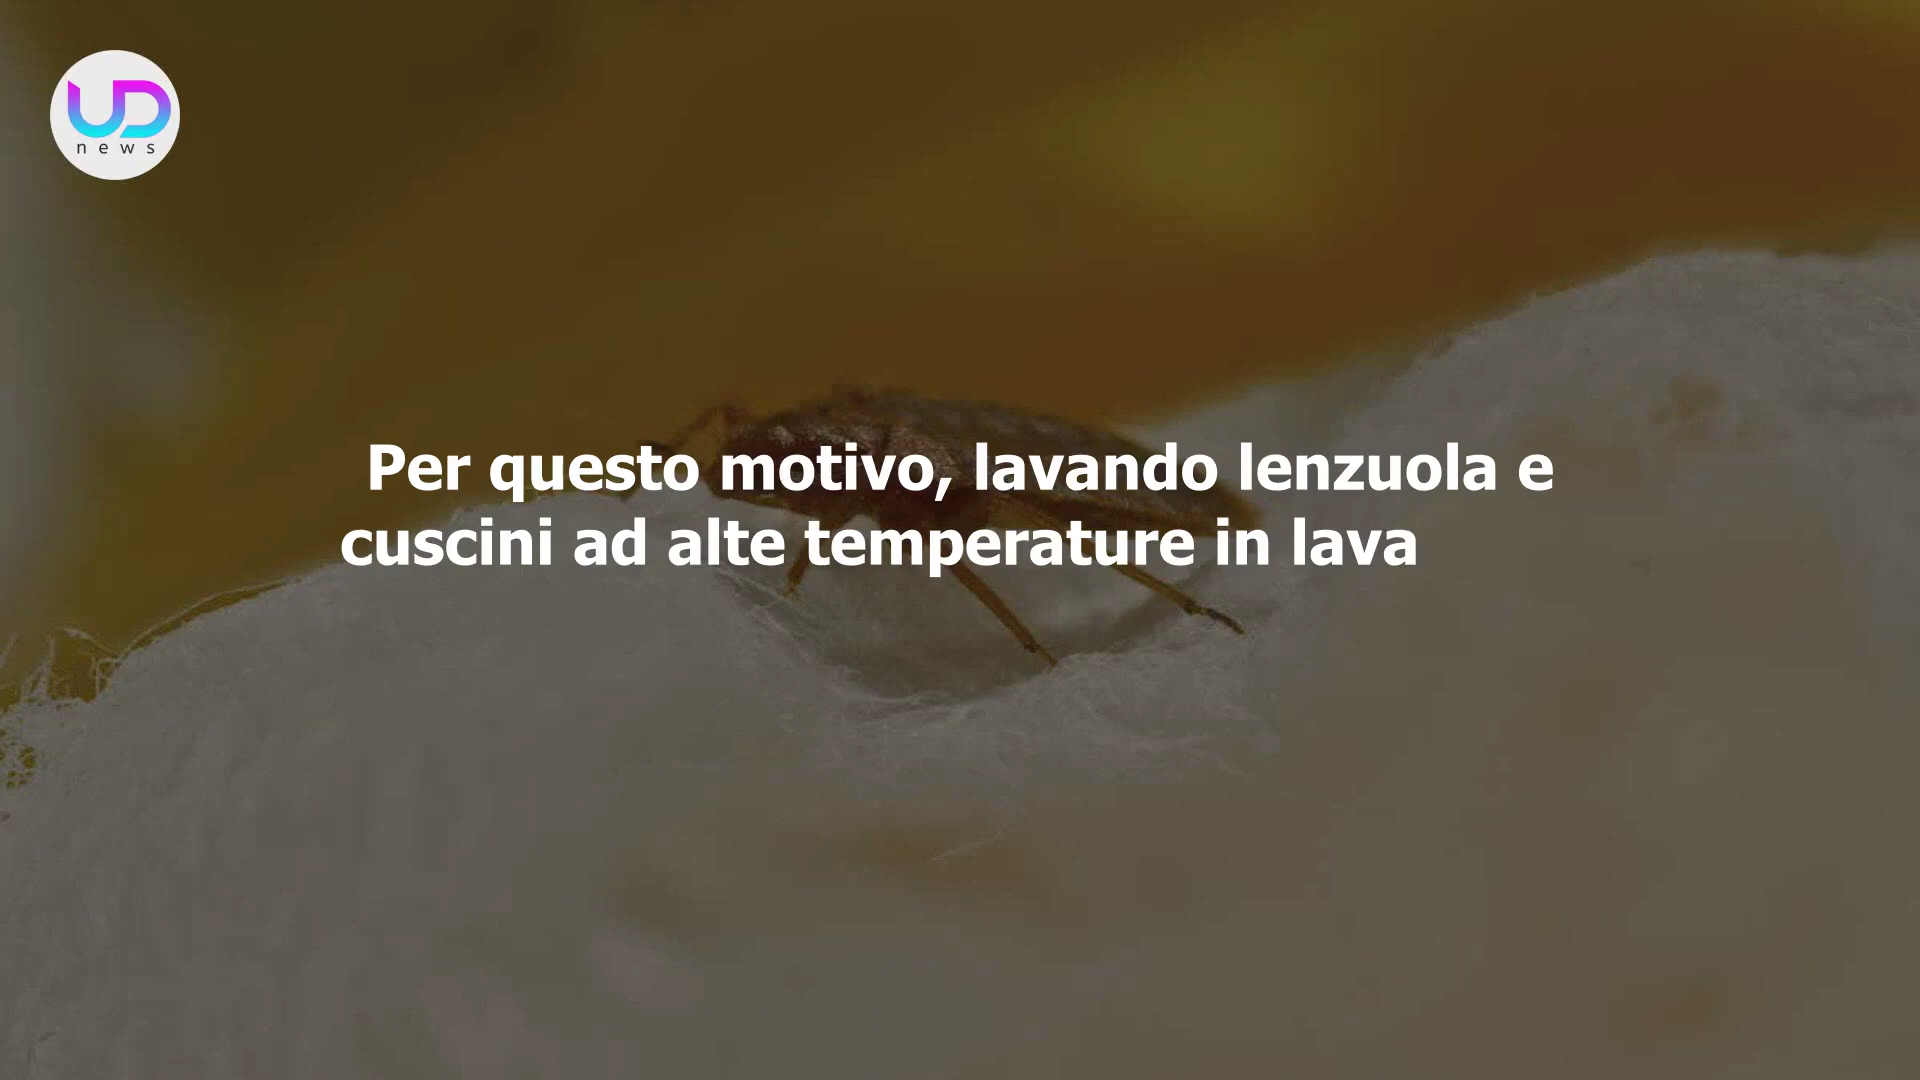 UD
news
Per questo motivo, lavando lenzuola e
cuscini ad alte temperature in lava